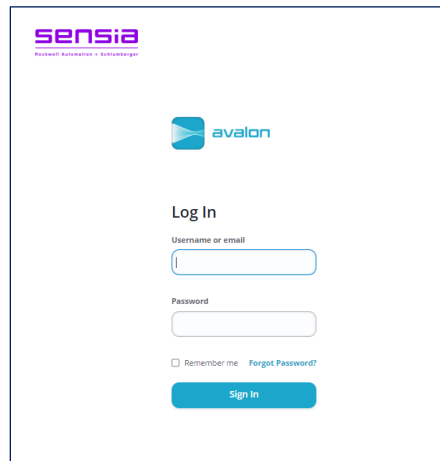 sensia
Rockwell Automation + Schlumberger
avalon
Log In
Username or email
Password
Remember me Forgot Password?
Sign In